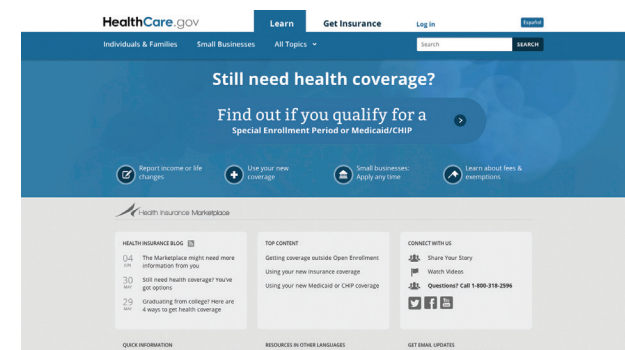 HealthCare.gov
Learn
Get Insurance
Log in
Español
Individuals & Families
Small Businesses
All Topics
Search
SEARCH
Still need health coverage?
Find out if you qualify for a
Special Enrollment Period or Medicaid/CHIP
Report income or life
changes
Use your new
coverage
Small businesses:
Apply any time
Learn about fees &
exemptions
Health Insurance Marketplace
HEALTH INSURANCE BLOG
04
JUN
The Marketplace might need more
information from you
30
MAY
Still need health coverage? You've
got options
29
MAY
Graduating from college? Here are
4 ways to get health coverage
TOP CONTENT
Getting coverage outside Open Enrollment
Using your new insurance coverage
Using your new Medicaid or CHIP coverage
CONNECT WITH US
Share Your Story
Watch Videos
Questions? Call 1-800-318-2596
QUICK INFORMATION
RESOURCES IN OTHER LANGUAGES
GET EMAIL UPDATES